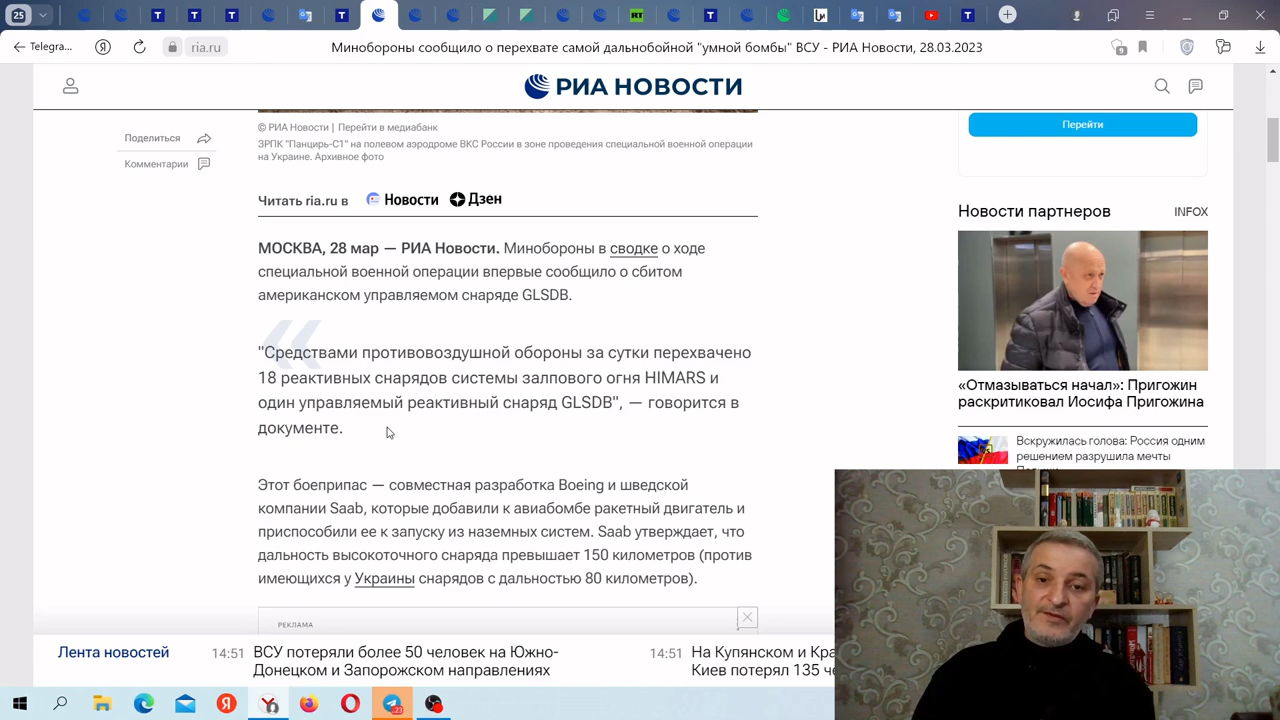 25
Telegra...
ria.ru
Минобороны сообщило о перехвате самой дальнобойной "умной бомбы" ВСУ - РИА Новости, 28.03.2023
9
РИА НОВОСТИ
© РИА Новости | Перейти в медиабанк
ЗРПК "Панцирь-С1" на полевом аэродроме ВКС России в зоне проведения специальной военной операции
на Украине. Архивное фото
Поделиться
Комментарии
Читать ria.ru в
Новости
Дзен
МОСКВА, 28 мар — РИА Новости. Минобороны в сводке о ходе
специальной военной операции впервые сообщило о сбитом
американском управляемом снаряде GLSDB.
"Средствами противовоздушной обороны за сутки перехвачено
18 реактивных снарядов системы залпового огня HIMARS и
один управляемый реактивный снаряд GLSDB", — говорится в
документе.
Этот боеприпас — совместная разработка Boeing и шведской
компании Saab, которые добавили к авиабомбе ракетный двигатель и
приспособили ее к запуску из наземных систем. Saab утверждает, что
дальность высокоточного снаряда превышает 150 километров (против
имеющихся у Украины снарядов с дальностью 80 километров).
РЕКЛАМА
Перейти
Новости партнеров
INFOX
«Отмазываться начал»: Пригожин
раскритиковал Иосифа Пригожина
Вскружилась голова: Россия одним
решением разрушила мечты
Лента новостей
14:51
ВСУ потеряли более 50 человек на Южно-
Донецком и Запорожском направлениях
14:51
На Купянском и Кра
Киев потерял 135 че